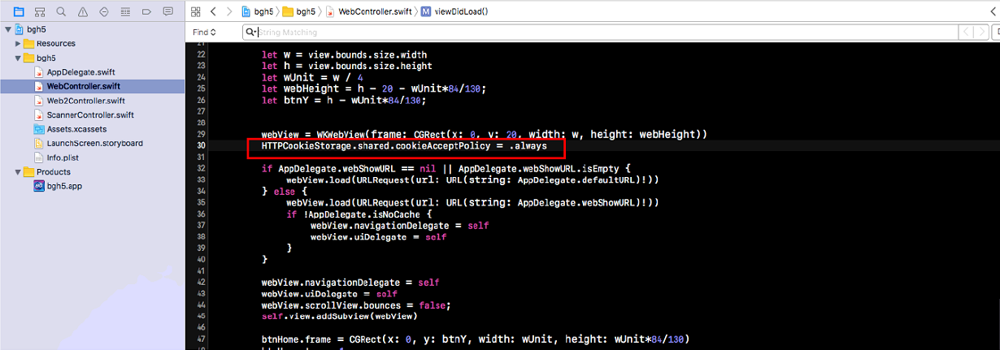 bgh5 bgh5 WebController.swift M viewDidLoad()
Find String Matching
bgh5
Resources
bgh5
AppDelegate.swift
WebController.swift
Web2Controller.swift
ScannerController.swift
Assets.xcassets
LaunchScreen.storyboard
Info.plist
Products
bgh5.app
21
22 let w = view.bounds.size.width
23 let h = view.bounds.size.height
24 let wUnit = w / 4
25 let webHeight = h - 20 - wUnit*84/130;
26 let btnY = h - wUnit*84/130;
27
28
29 webView = WKWebView(frame: CGRect(x: 0, y: 20, width: w, height: webHeight))
30 HTTPCookieStorage.shared.cookieAcceptPolicy = .always
31
32 if AppDelegate.webShowURL == nil || AppDelegate.webShowURL.isEmpty {
33 webView.load(URLRequest(url: URL(string: AppDelegate.defaultURL)!))
34 } else {
35 webView.load(URLRequest(url: URL(string: AppDelegate.webShowURL)!))
36 if !AppDelegate.isNoCache {
37 webView.navigationDelegate = self
38 webView.uiDelegate = self
39 }
40 }
41
42 webView.navigationDelegate = self
43 webView.uiDelegate = self
44 webView.scrollView.bounces = false;
45 self.view.addSubview(webView)
46
47 btnHome.frame = CGRect(x: 0, y: btnY, width: wUnit, height: wUnit*84/130)
48